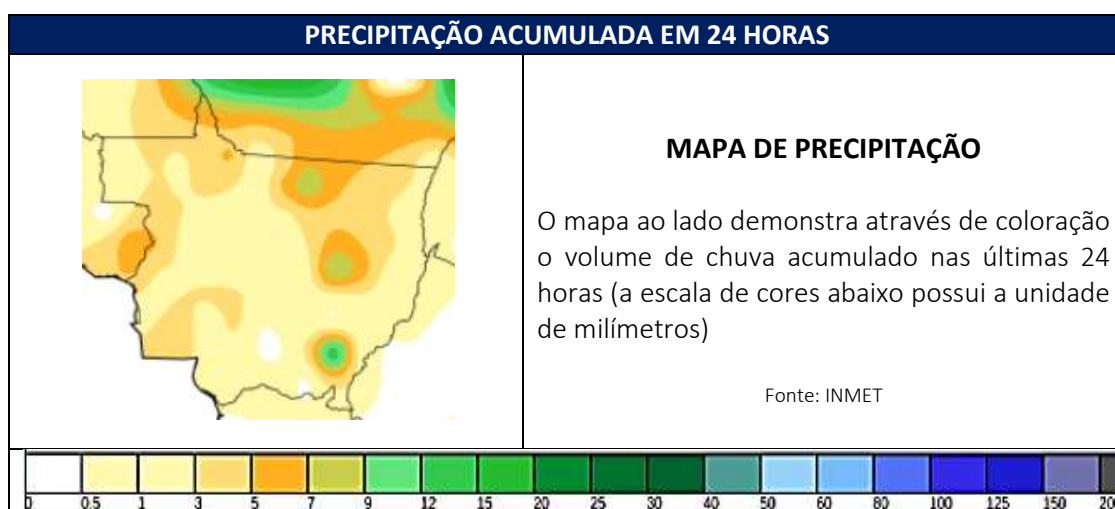 PRECIPITAÇÃO ACUMULADA EM 24 HORAS
MAPA DE PRECIPITAÇÃO
O mapa ao lado demonstra através de coloração
o volume de chuva acumulado nas últimas 24
horas (a escala de cores abaixo possui a unidade
de milímetros)
Fonte: INMET
0 0.5 1 3 5 7 9 12 15 20 25 30 40 50 60 80 100 125 150 20